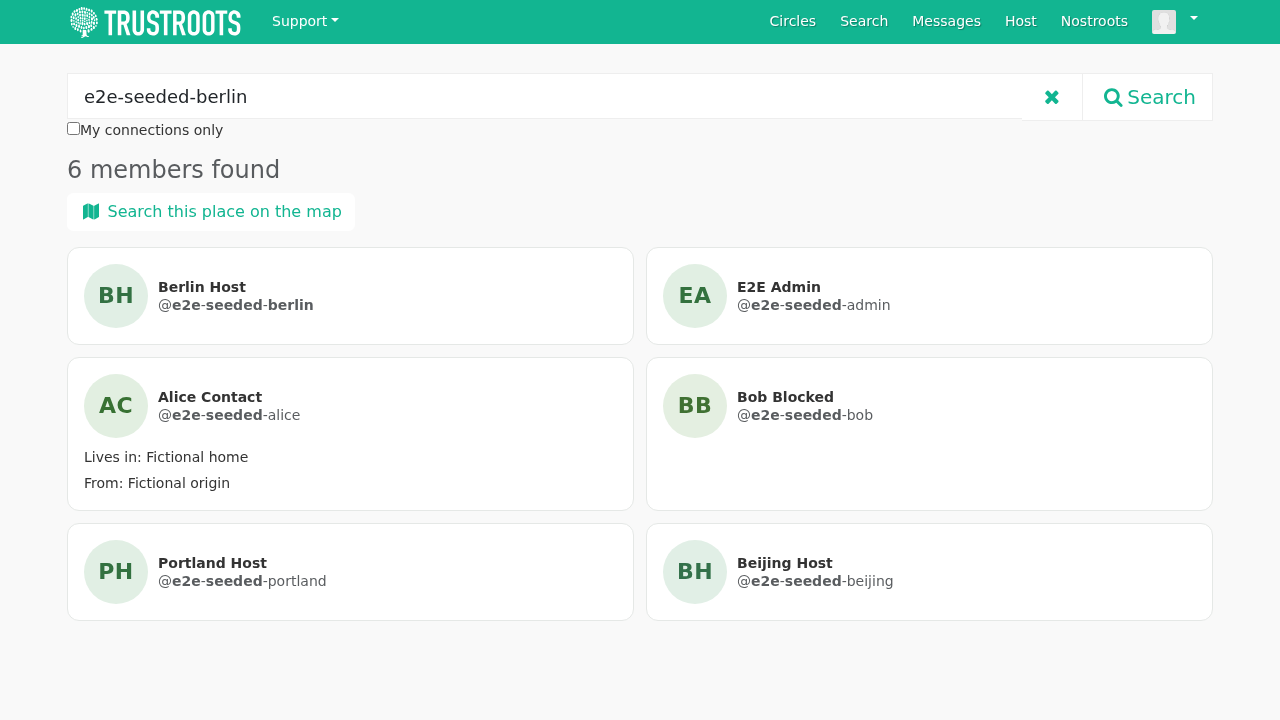 TRUSTROOTS
Support
Circles
Search
Messages
Host
Nostroots
e2e-seeded-berlin
Search
My connections only
6 members found
Search this place on the map
BH
Berlin Host
@e2e-seeded-berlin
EA
E2E Admin
@e2e-seeded-admin
AC
Alice Contact
@e2e-seeded-alice
Lives in: Fictional home
From: Fictional origin
BB
Bob Blocked
@e2e-seeded-bob
PH
Portland Host
@e2e-seeded-portland
BH
Beijing Host
@e2e-seeded-beijing